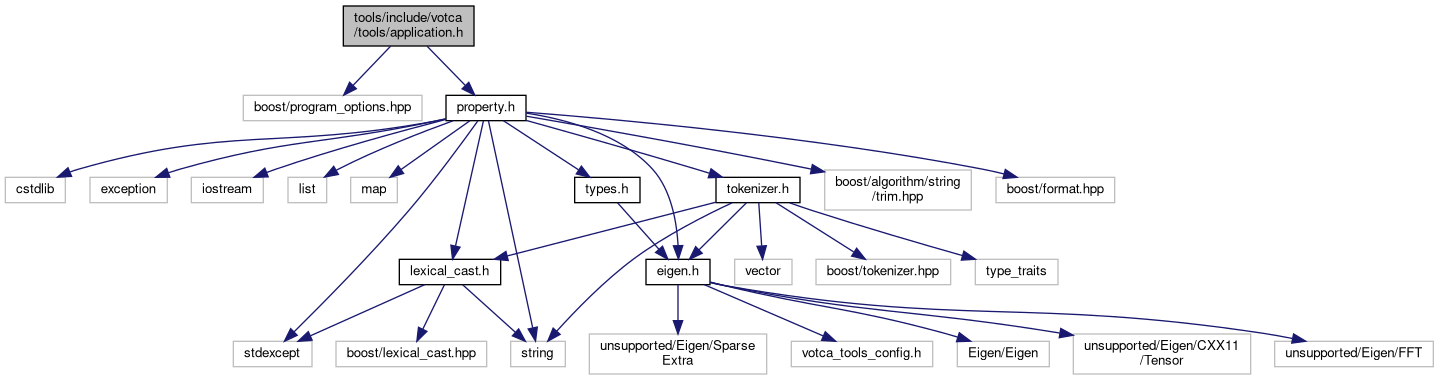 tools/include/votca
/tools/application.h
boost/program_options.hpp
property.h
cstdlib
exception
iostream
list
map
types.h
tokenizer.h
boost/algorithm/string
/trim.hpp
boost/format.hpp
lexical_cast.h
eigen.h
vector
boost/tokenizer.hpp
type_traits
stdexcept
boost/lexical_cast.hpp
string
unsupported/Eigen/Sparse
Extra
votca_tools_config.h
Eigen/Eigen
unsupported/Eigen/CXX11
/Tensor
unsupported/Eigen/FFT